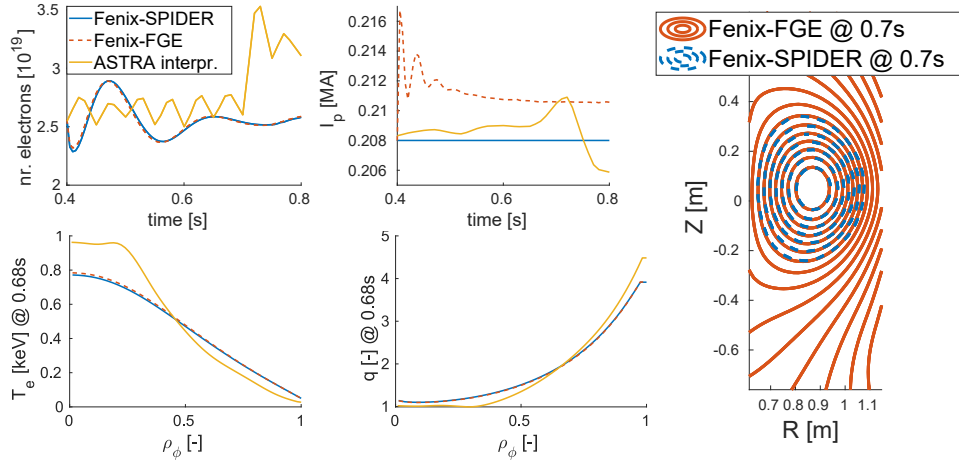 3.5
3
2.5
2
nr. electrons [10^19]
Fenix-SPIDER
Fenix-FGE
ASTRA interpr.
0.4 0.6 0.8
time [s]
0.216
0.214
0.212
0.21
0.208
0.206
I_p [MA]
0.4 0.6 0.8
time [s]
Fenix-FGE @ 0.7s
Fenix-SPIDER @ 0.7s
0.4
0.2
0
-0.2
-0.4
-0.6
Z [m]
0.7 0.8 0.9 1 1.1
R [m]
1
0.8
0.6
0.4
0.2
0
T_e [keV] @ 0.68s
0 0.5 1
ρ_ϕ [-]
5
4
3
2
1
q [-] @ 0.68s
0 0.5 1
ρ_ϕ [-]